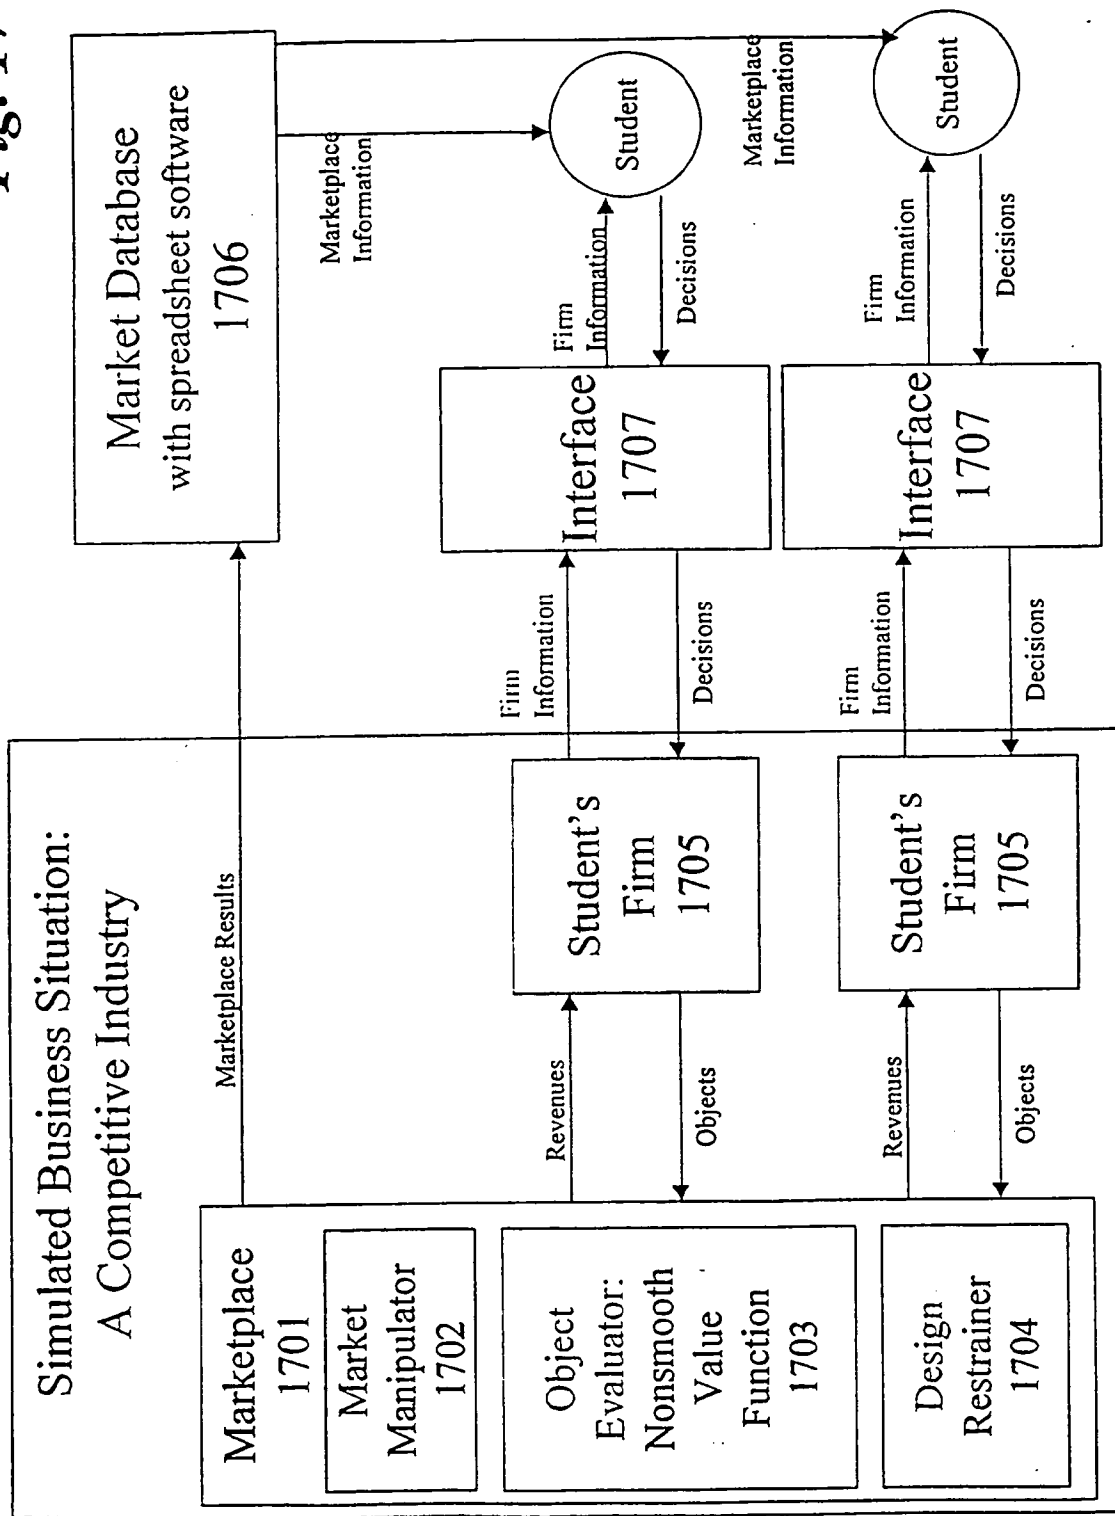 Fig. 17
Simulated Business Situation:
A Competitive Industry
Marketplace
1701
Market
Manipulator
1702
Object
Evaluator:
Nonsmooth
Value
Function
1703
Design
Restrainer
1704
Marketplace Results
Revenues
Objects
Revenues
Objects
Student's
Firm
1705
Student's
Firm
1705
Firm
Information
Decisions
Firm
Information
Decisions
Market Database
with spreadsheet software
1706
Interface
1707
Interface
1707
Marketplace
Information
Firm
Information
Decisions
Student
Marketplace
Information
Firm
Information
Decisions
Student